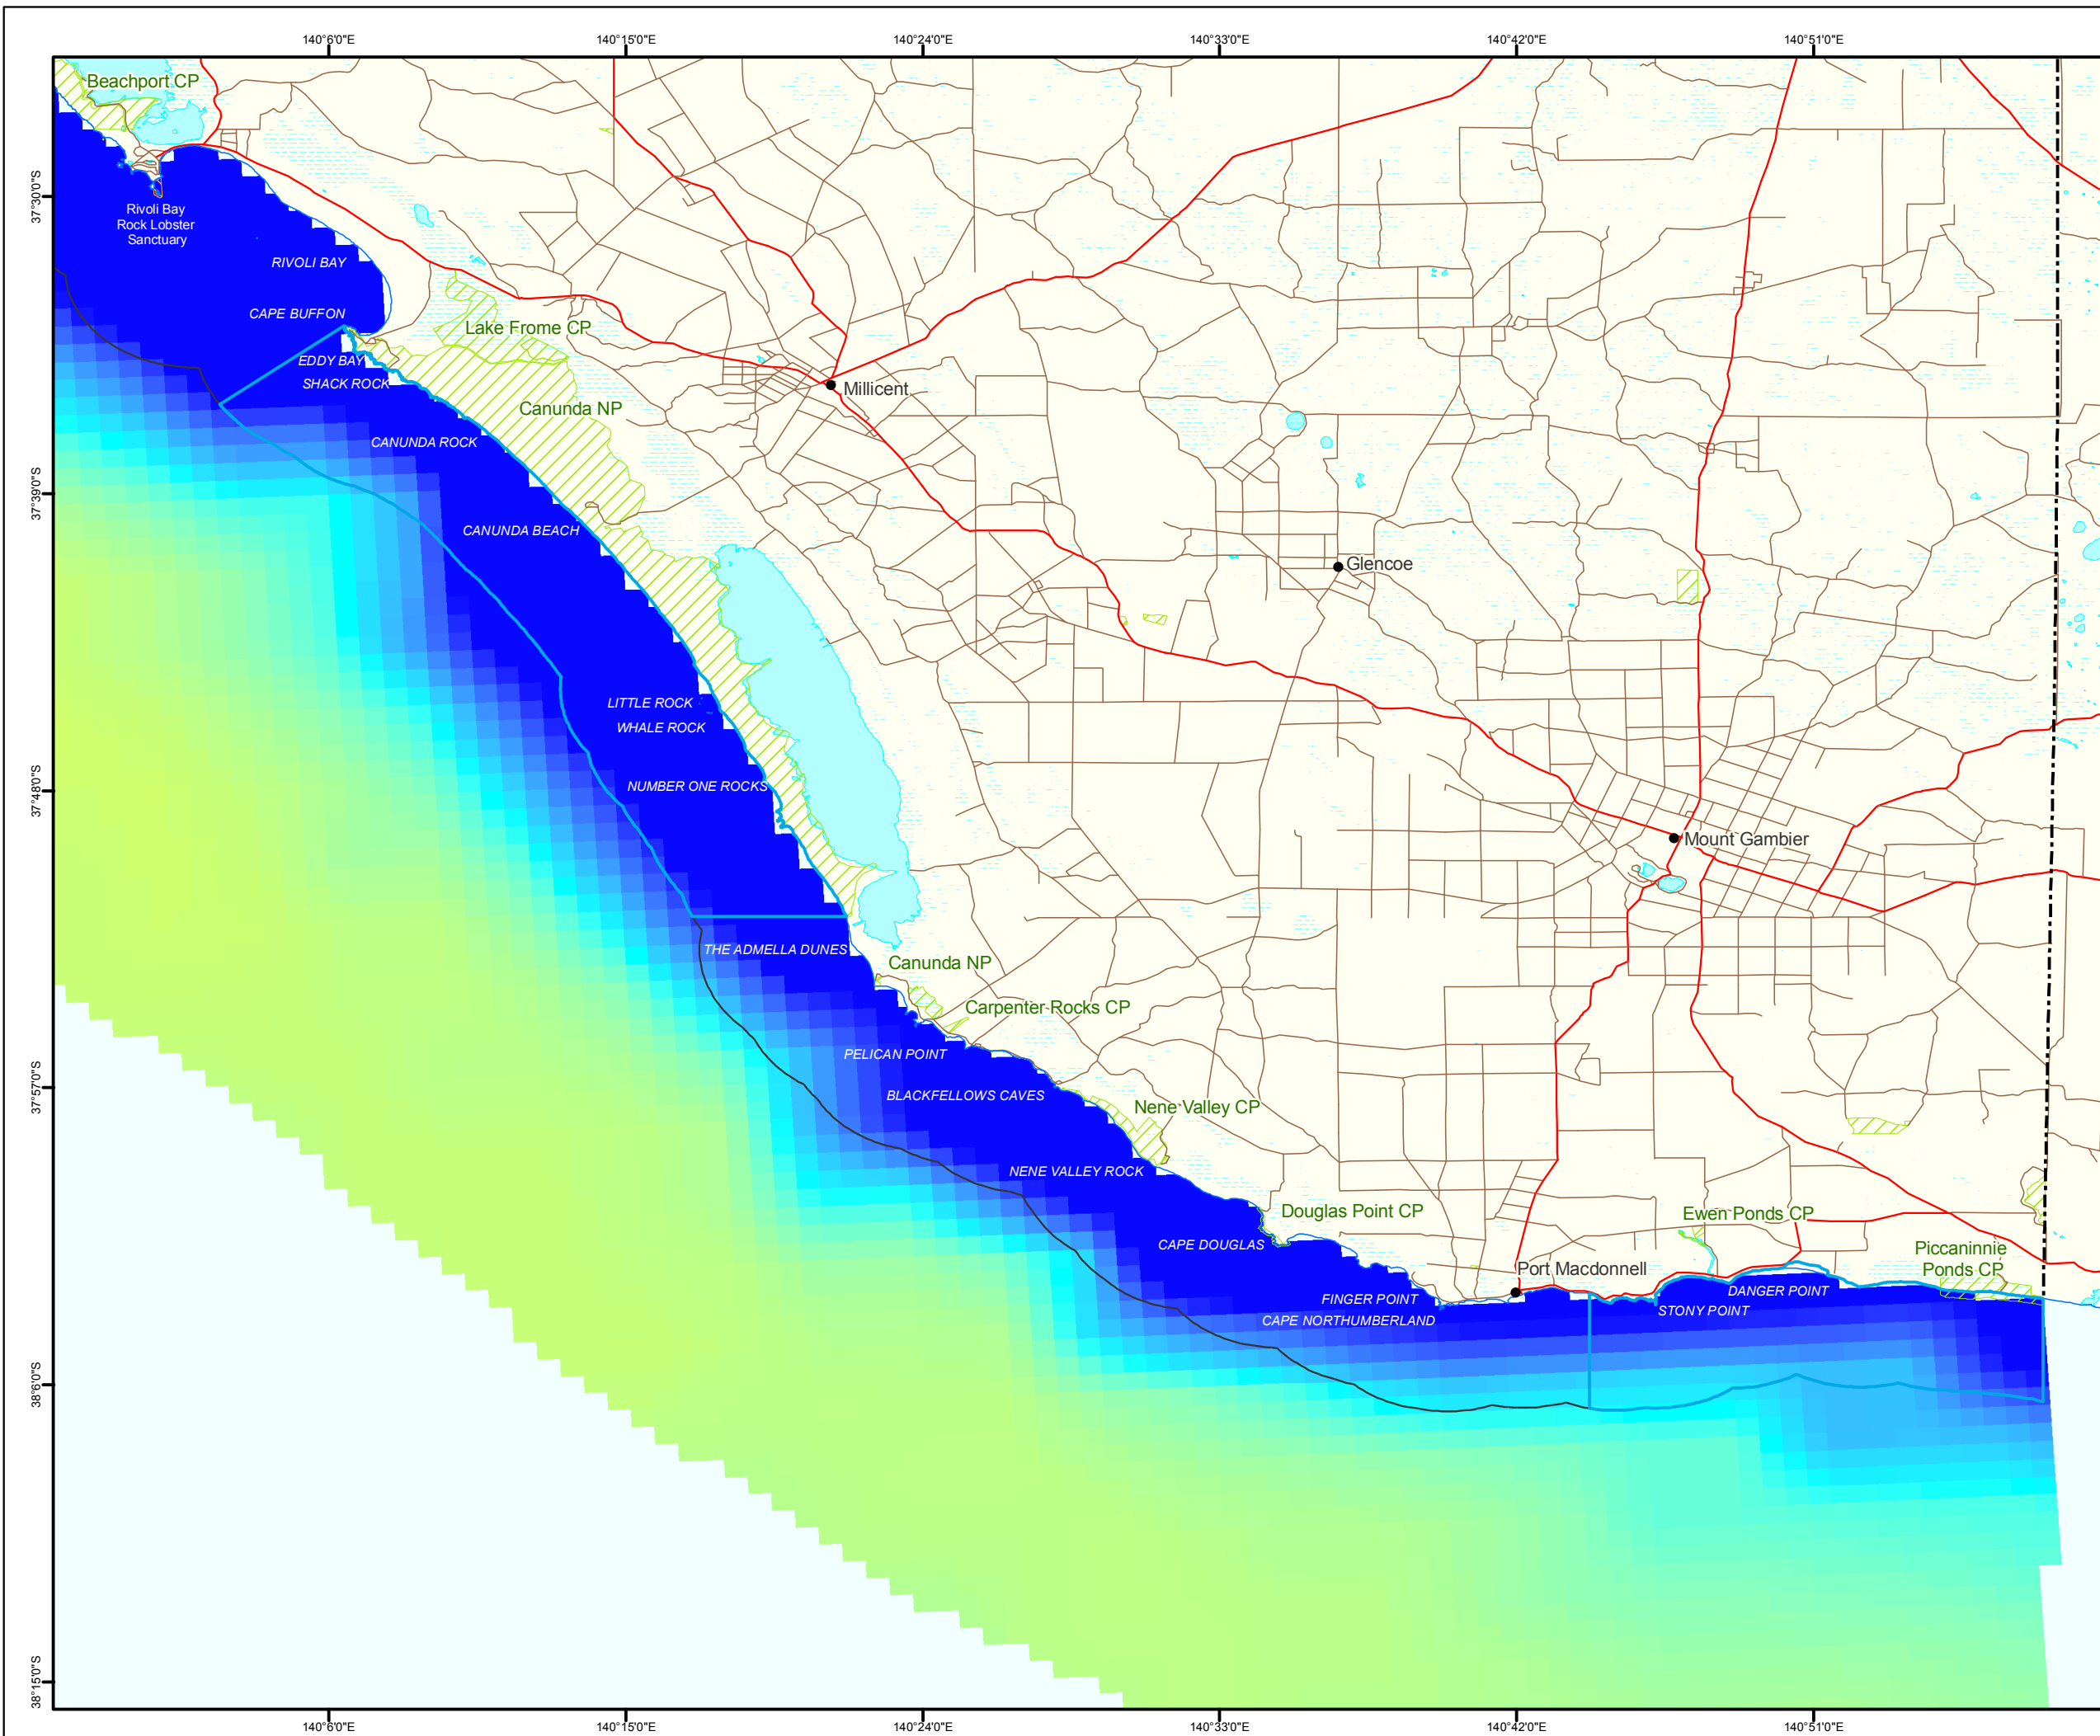 140°6'0"E
140°15'0"E
140°24'0"E
140°33'0"E
140°42'0"E
140°51'0"E
37°30'0"S
37°39'0"S
37°48'0"S
37°57'0"S
38°6'0"S
38°15'0"S
Beachport CP
Rivoli Bay
Rock Lobster
Sanctuary
RIVOLI BAY
CAPE BUFFON
Lake Frome CP
EDDY BAY
SHACK ROCK
Millicent
Canunda NP
CANUNDA ROCK
CANUNDA BEACH
Glencoe
LITTLE ROCK
WHALE ROCK
NUMBER ONE ROCKS
Mount Gambier
THE ADMELLA DUNES
Canunda NP
Carpenter Rocks CP
PELICAN POINT
BLACKFELLOWS CAVES
Nene Valley CP
NENE VALLEY ROCK
Douglas Point CP
Ewen Ponds CP
CAPE DOUGLAS
Piccaninnie
Ponds CP
Port Macdonnell
DANGER POINT
FINGER POINT
STONY POINT
CAPE NORTHUMBERLAND
140°6'0"E
140°15'0"E
140°24'0"E
140°33'0"E
140°42'0"E
140°51'0"E